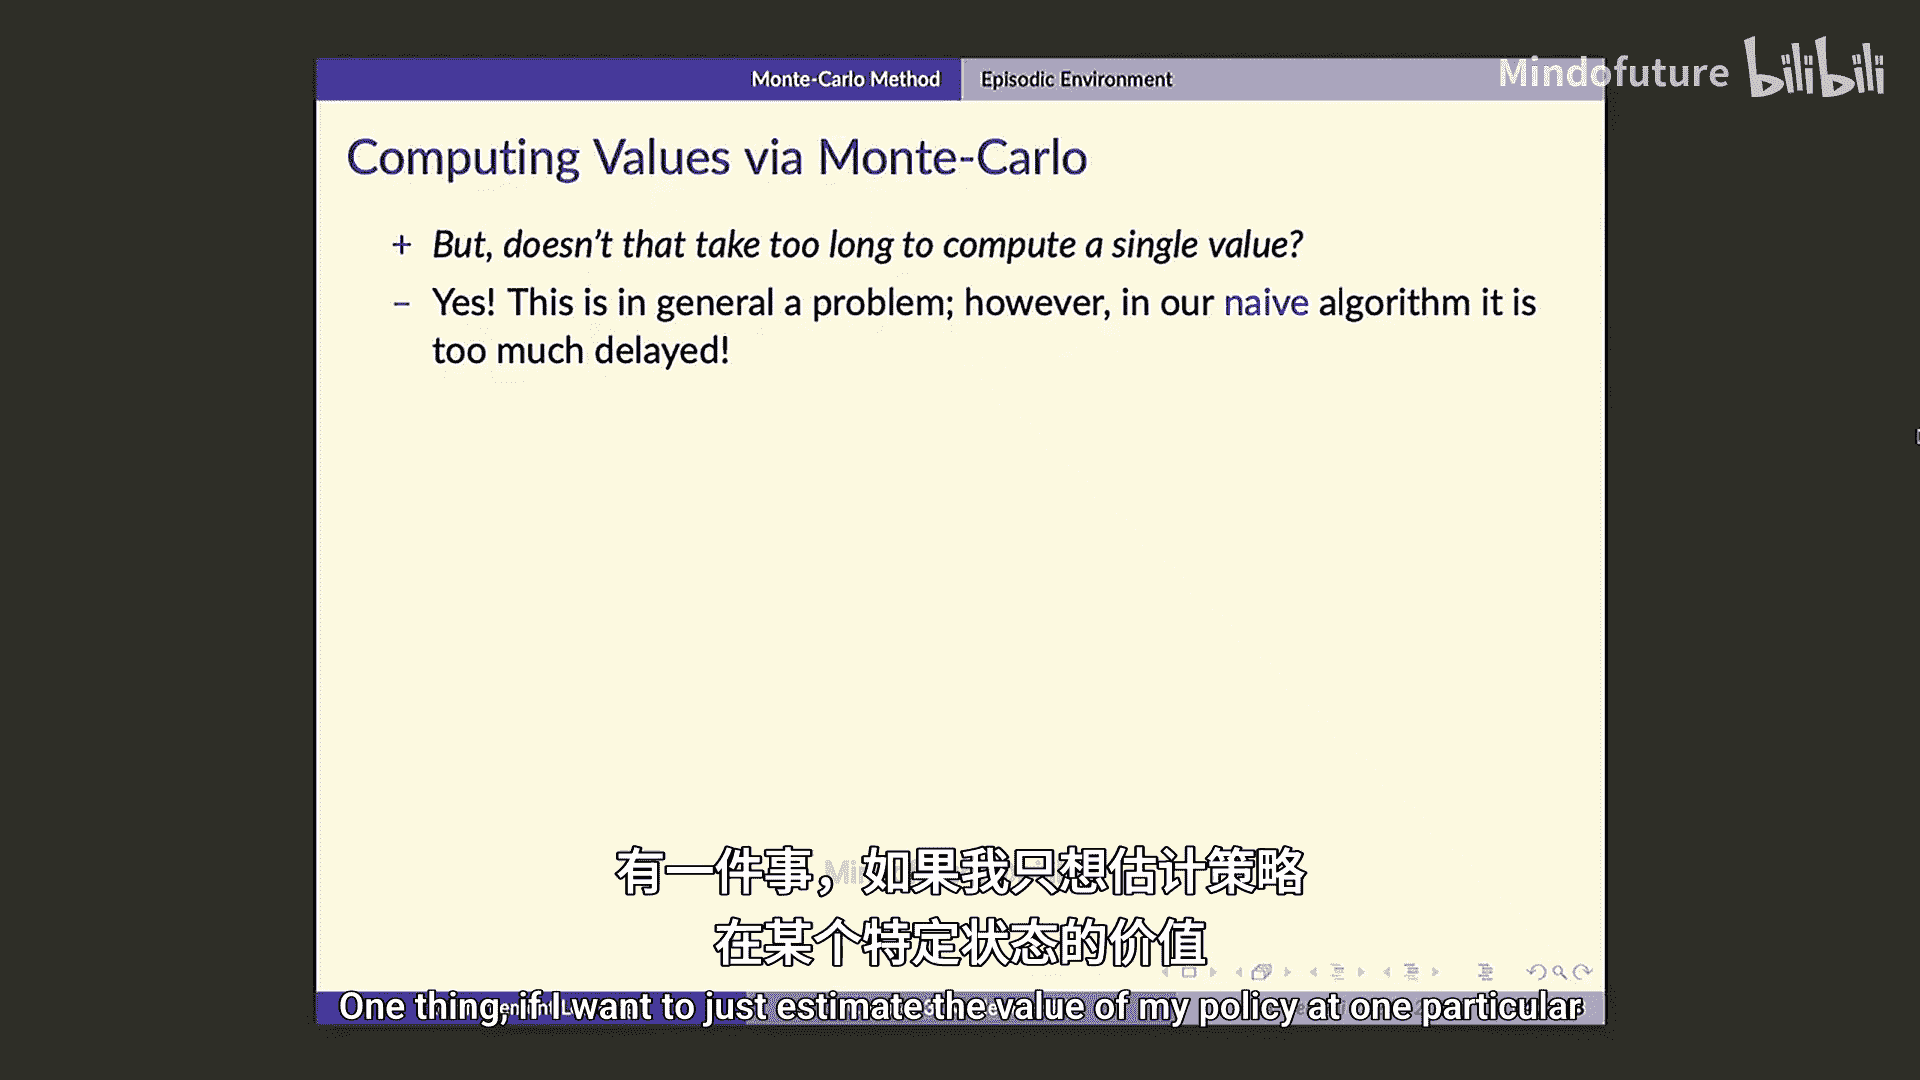 Monte-Carlo Method
Episodic Environment
Mindofuture bilibili
Computing Values via Monte-Carlo
+ But, doesn't that take too long to compute a single value?
– Yes! This is in general a problem; however, in our naive algorithm it is
too much delayed!
有一件事，如果我只想估计策略
在某个特定状态的价值
One thing, if I want to just estimate the value of my policy at one particular